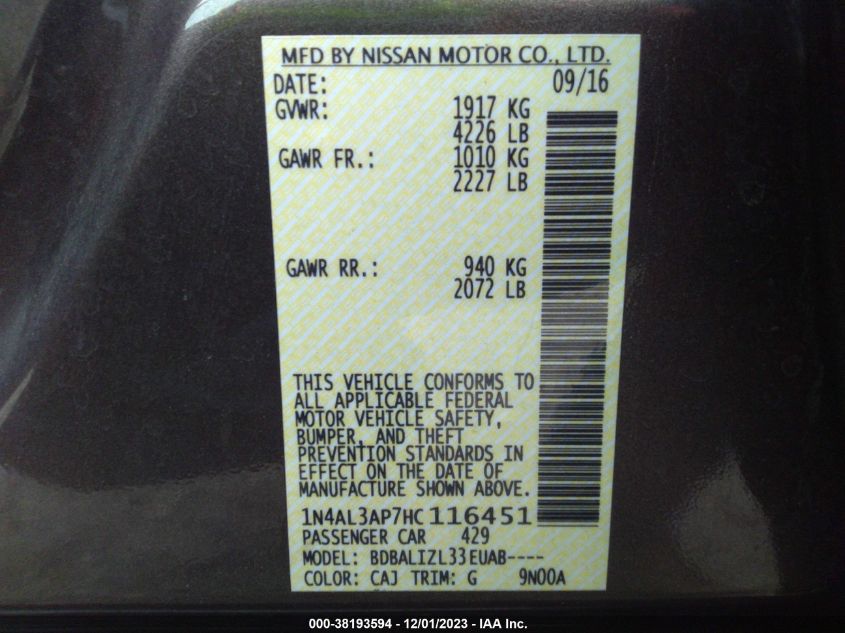 MFD BY NISSAN MOTOR CO., LTD.
DATE: 09/16
GVWR: 1917 KG
4226 LB
GAWR FR.: 1010 KG
2227 LB
GAWR RR.: 940 KG
2072 LB
THIS VEHICLE CONFORMS TO
ALL APPLICABLE FEDERAL
MOTOR VEHICLE SAFETY,
BUMPER, AND THEFT
PREVENTION STANDARDS IN
EFFECT ON THE DATE OF
MANUFACTURE SHOWN ABOVE.
1N4AL3AP7HC116451
PASSENGER CAR 429
MODEL: BDBALIZL33EUAB----
COLOR: CAJ TRIM: G 9N00A
000-38193594 - 12/01/2023 - IAA Inc.